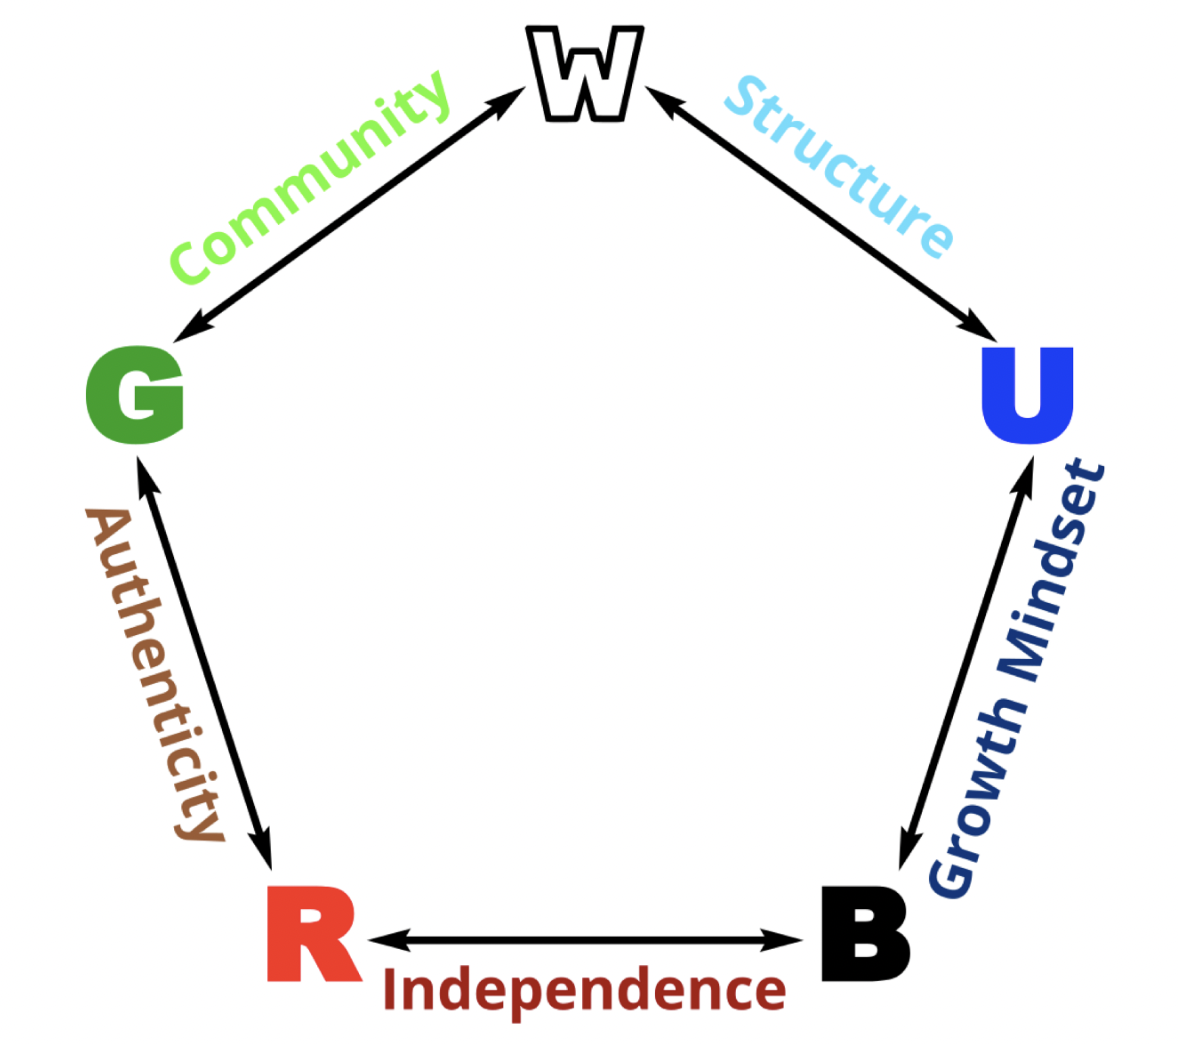 W
Community
Structure
G
U
Authenticity
Growth Mindset
R
B
Independence